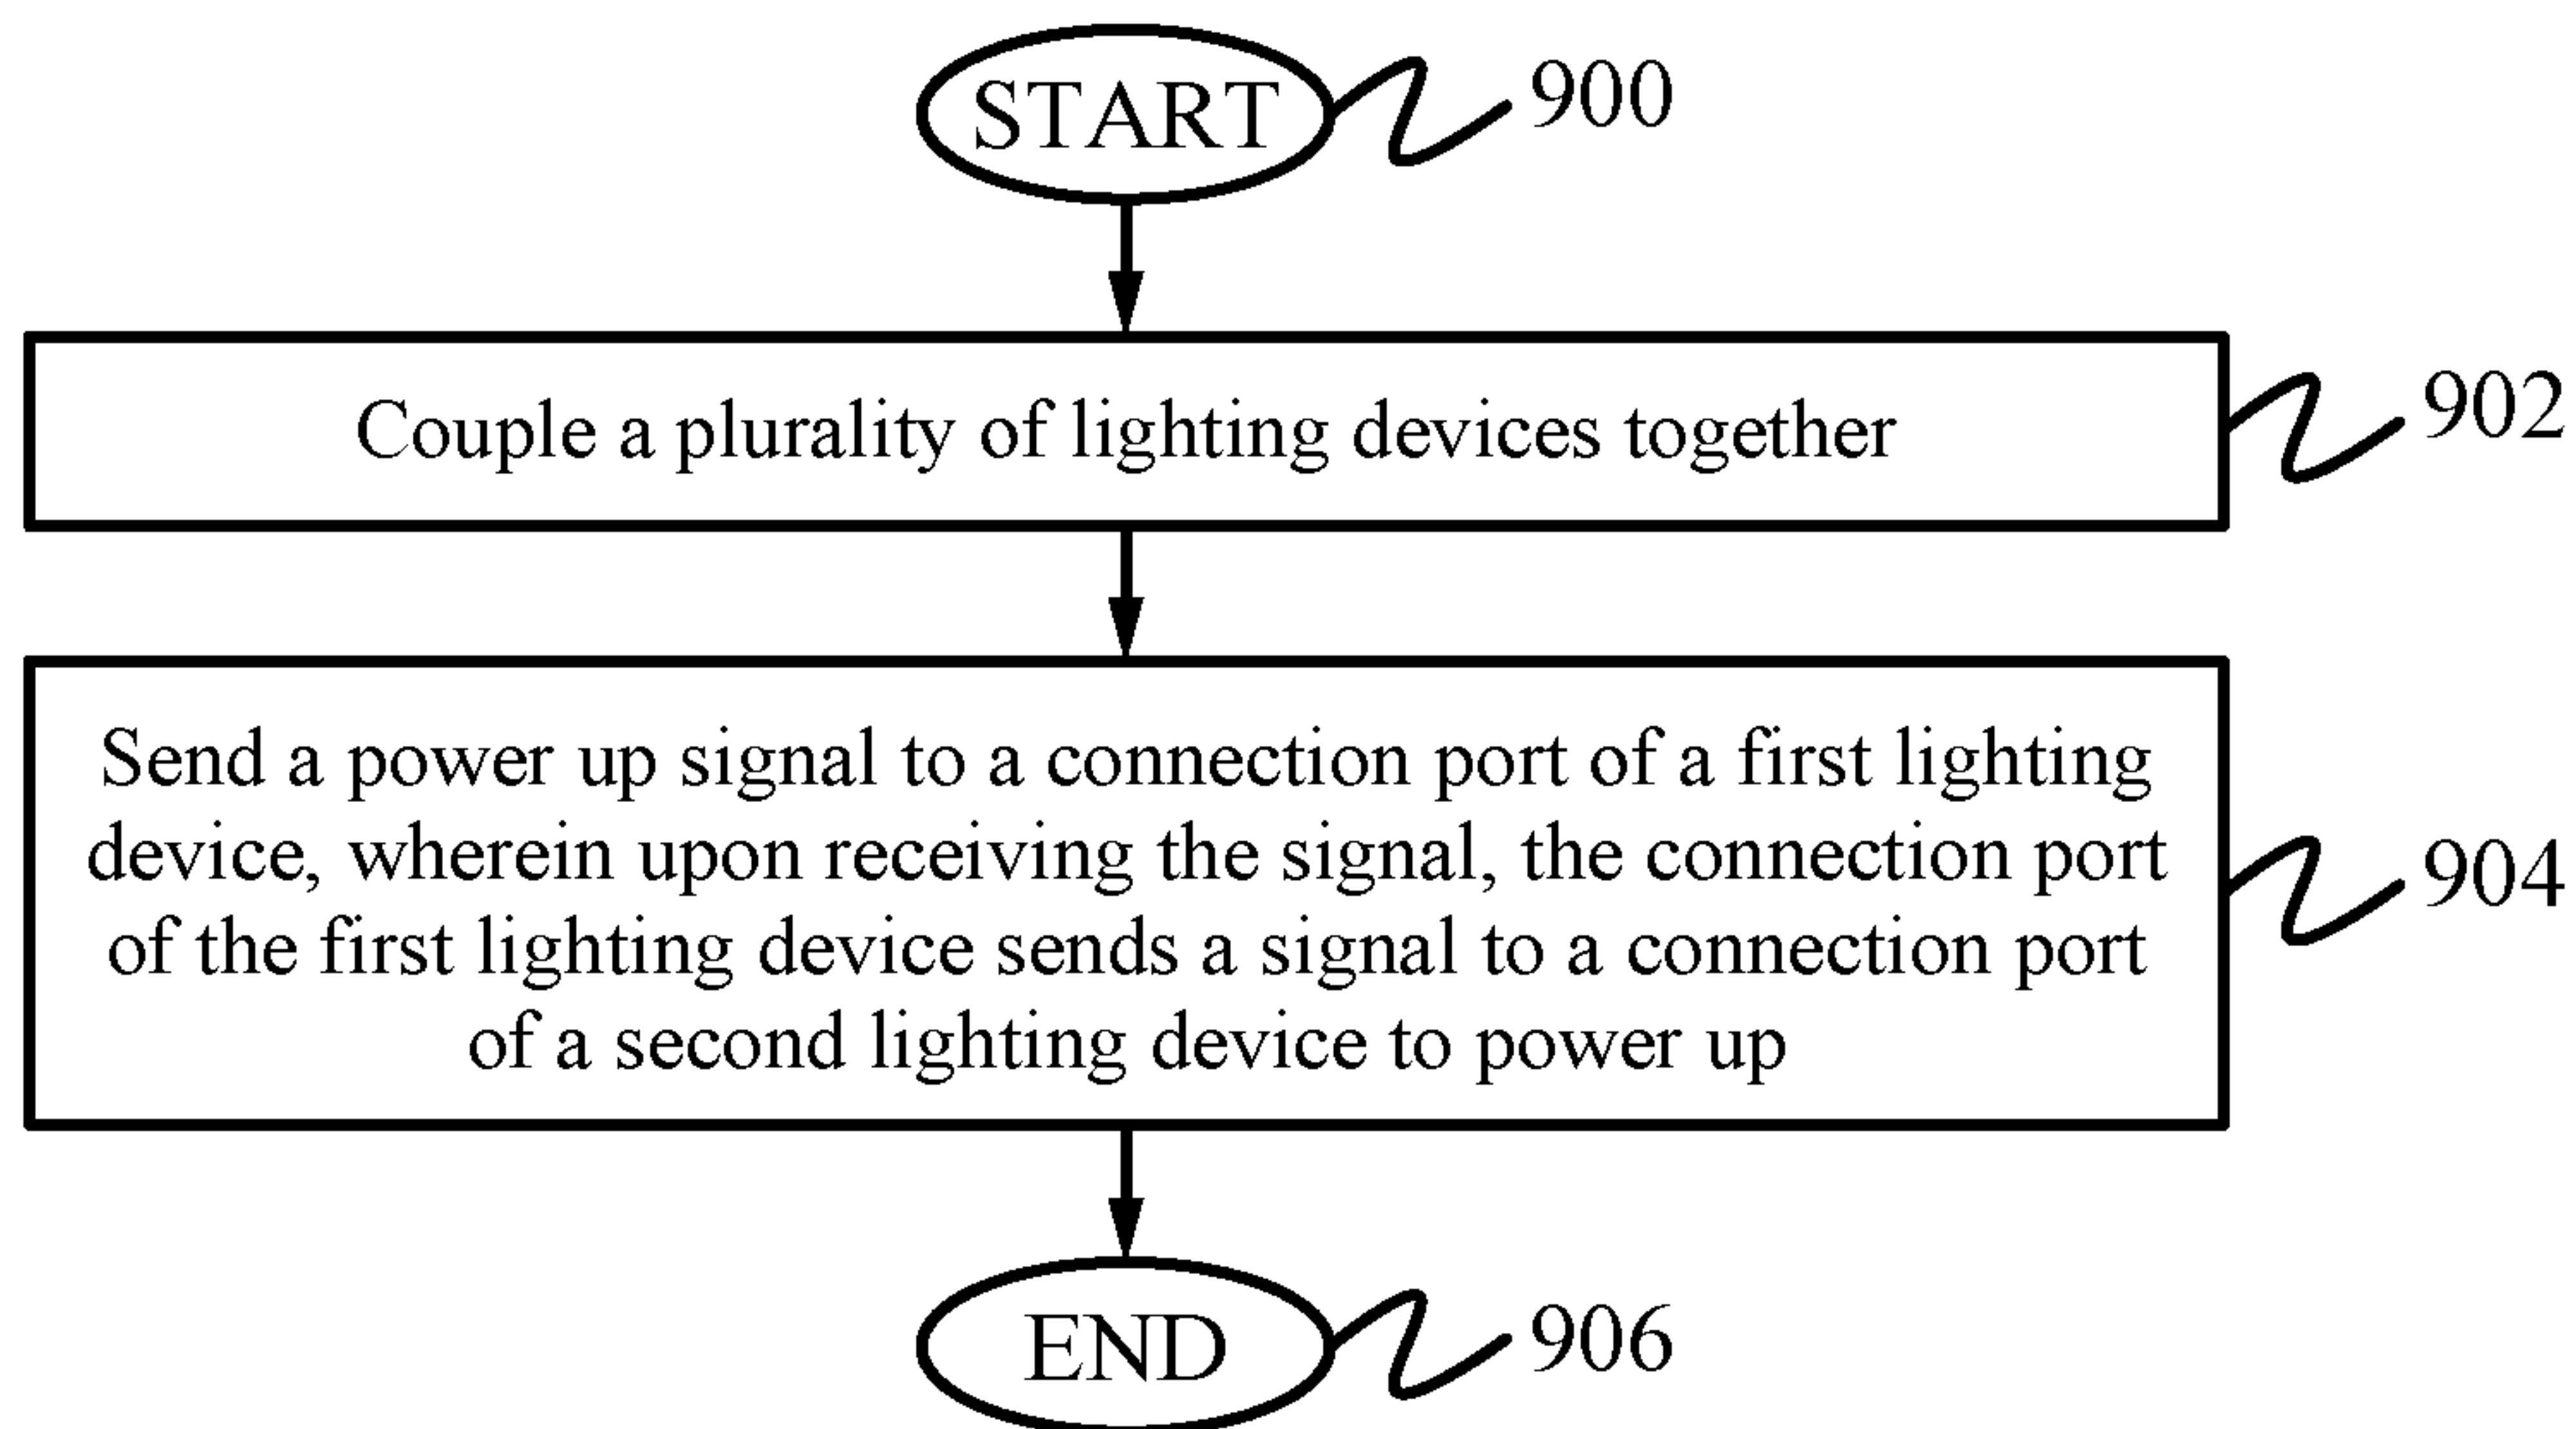 START
900
Couple a plurality of lighting devices together
902
Send a power up signal to a connection port of a first lighting
device, wherein upon receiving the signal, the connection port
of the first lighting device sends a signal to a connection port
of a second lighting device to power up
904
END
906